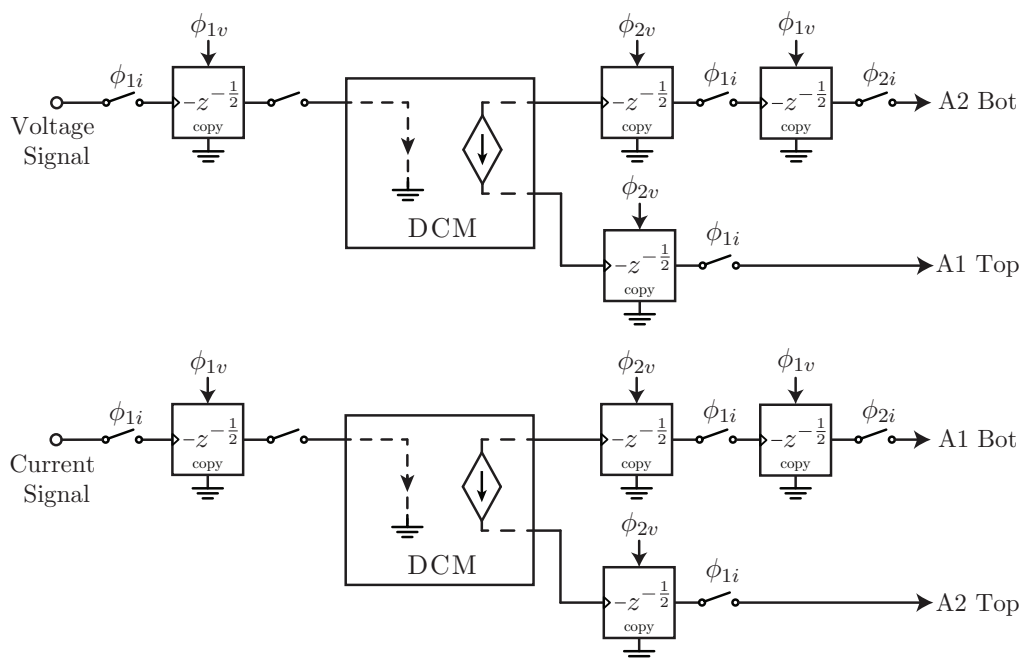 ϕ1v ϕ2v ϕ1v
ϕ1i −z^{−1/2} copy −z^{−1/2} copy ϕ1i −z^{−1/2} copy ϕ2i A2 Bot
Voltage
Signal
ϕ2v
DCM
−z^{−1/2} copy ϕ1i A1 Top
ϕ1v ϕ2v ϕ1v
ϕ1i −z^{−1/2} copy −z^{−1/2} copy ϕ1i −z^{−1/2} copy ϕ2i A1 Bot
Current
Signal
ϕ2v
DCM
−z^{−1/2} copy ϕ1i A2 Top